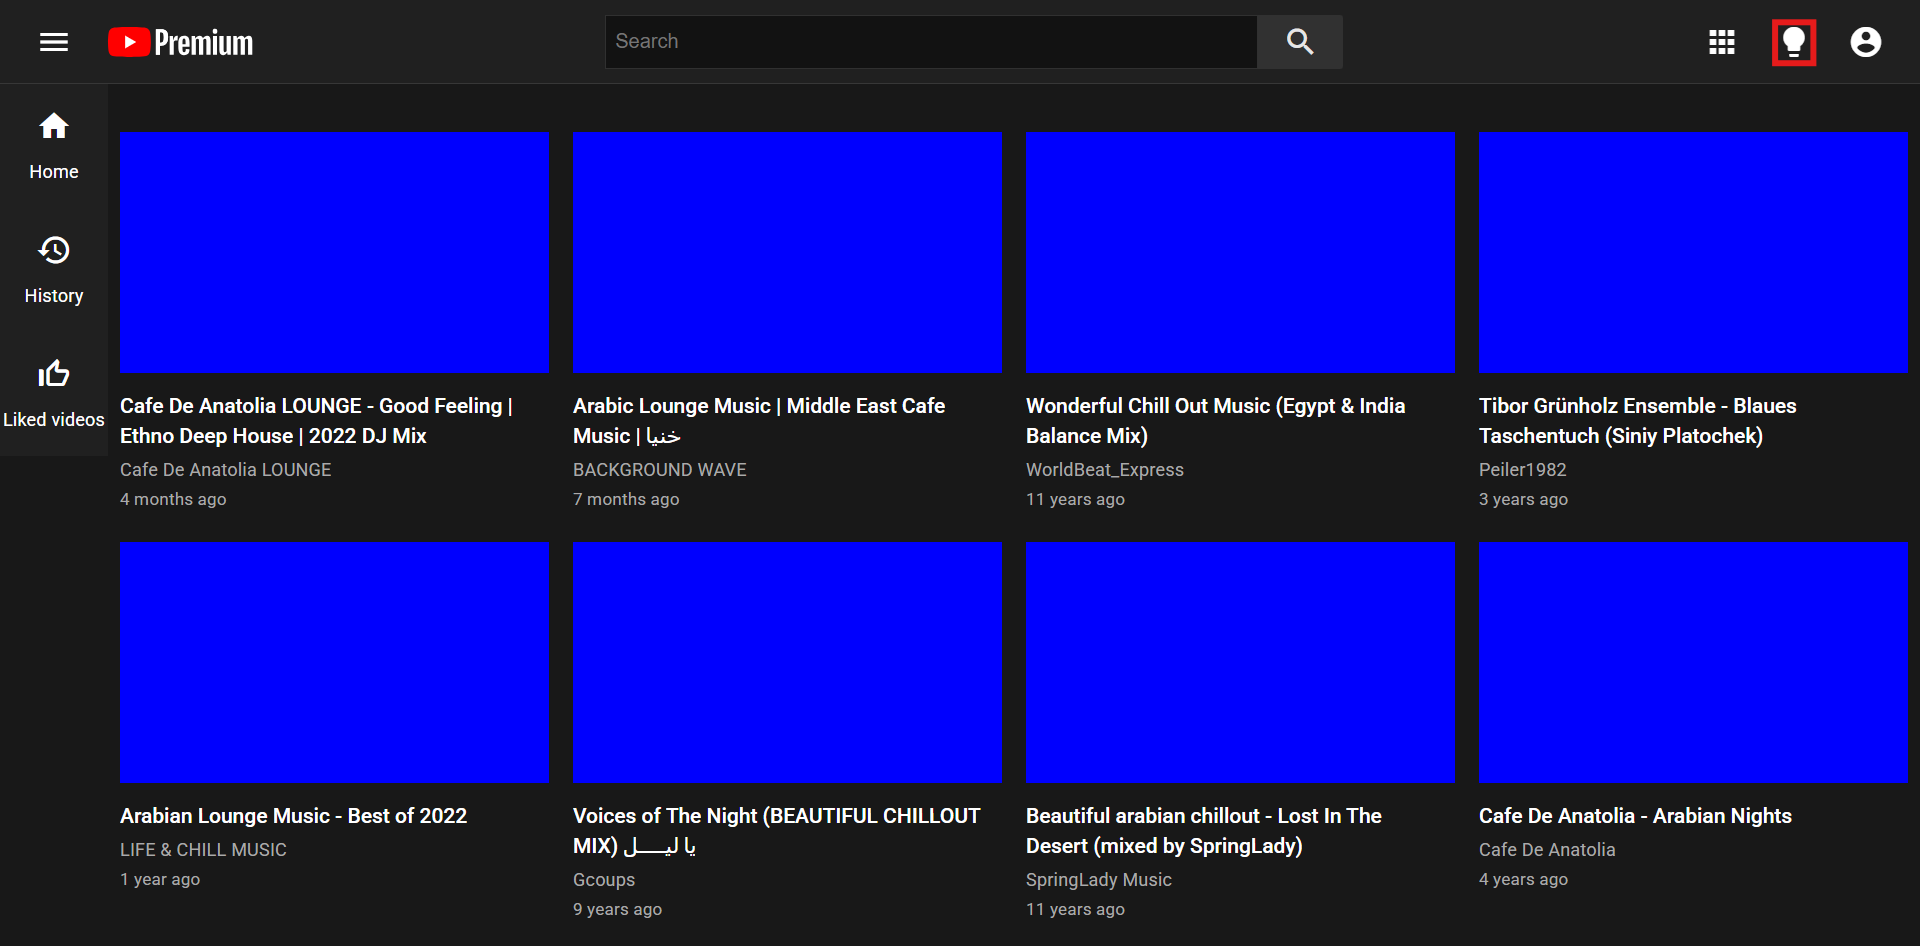 Premium
Search
Home
History
Liked videos
Cafe De Anatolia LOUNGE - Good Feeling |
Ethno Deep House | 2022 DJ Mix
Cafe De Anatolia LOUNGE
4 months ago
Arabic Lounge Music | Middle East Cafe
Music | خنيا
BACKGROUND WAVE
7 months ago
Wonderful Chill Out Music (Egypt & India
Balance Mix)
WorldBeat_Express
11 years ago
Tibor Grünholz Ensemble - Blaues
Taschentuch (Siniy Platochek)
Peiler1982
3 years ago
Arabian Lounge Music - Best of 2022
LIFE & CHILL MUSIC
1 year ago
Voices of The Night (BEAUTIFUL CHILLOUT
MIX) يا ليـــــل
Gcoups
9 years ago
Beautiful arabian chillout - Lost In The
Desert (mixed by SpringLady)
SpringLady Music
11 years ago
Cafe De Anatolia - Arabian Nights
Cafe De Anatolia
4 years ago